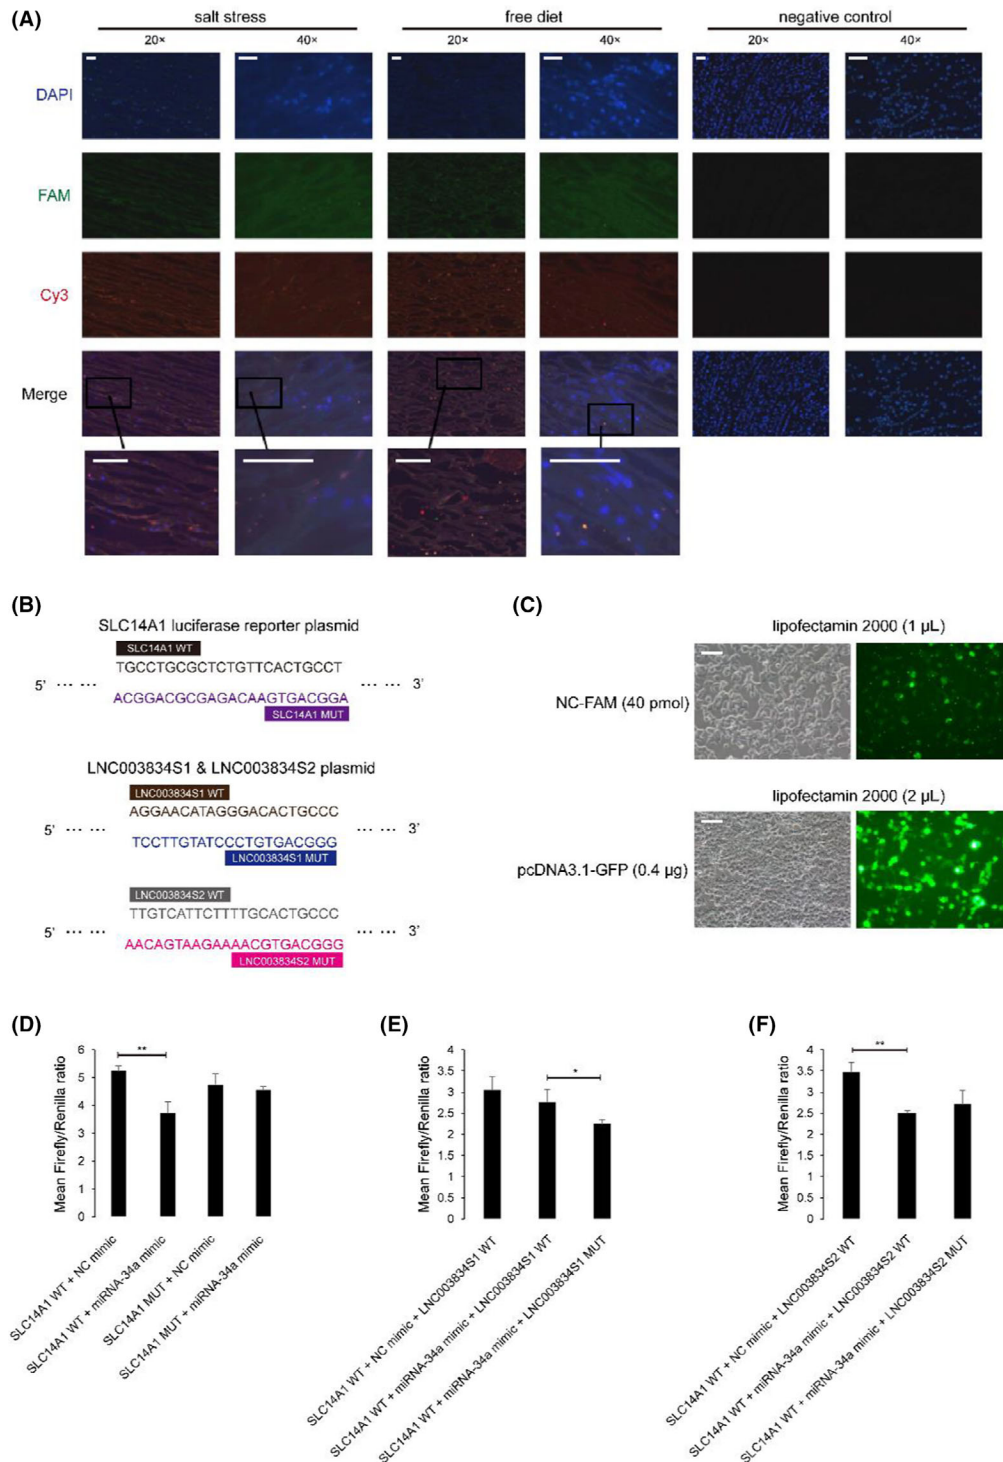 (A)
salt stress free diet negative control
20× 40× 20× 40× 20× 40×
DAPI
FAM
Cy3
Merge
(B)
SLC14A1 luciferase reporter plasmid
SLC14A1 WT
TGCCTGCGCTCTGTTCACTGCCT
5' ··· ··· ··· ··· 3'
ACGGACGCGAGACAAGTGACGGA
SLC14A1 MUT
LNC003834S1 & LNC003834S2 plasmid
LNC003834S1 WT
AGGAACATAGGGACACTGCCC
5' ··· ··· ··· ··· 3'
TCCTTGTATCCCTGTGACGGG
LNC003834S1 MUT
LNC003834S2 WT
TTGTCATTCTTTTGCACTGCCC
5' ··· ··· ··· ··· 3'
AACAGTAAGAAAACGTGACGGG
LNC003834S2 MUT
(C)
lipofectamin 2000 (1 µL)
NC-FAM (40 pmol)
lipofectamin 2000 (2 µL)
pcDNA3.1-GFP (0.4 µg)
(D)
Mean Firefly/Renilla ratio
6
5
4
3
2
1
0
**
SLC14A1 WT + NC mimic
SLC14A1 WT + miRNA-34a mimic
SLC14A1 MUT + NC mimic
SLC14A1 MUT + miRNA-34a mimic
(E)
Mean Firefly/Renilla ratio
4
3.5
3
2.5
2
1.5
1
0.5
0
*
SLC14A1 WT + NC mimic + LNC003834S1 WT
SLC14A1 WT + miRNA-34a mimic + LNC003834S1 WT
SLC14A1 WT + miRNA-34a mimic + LNC003834S1 MUT
(F)
Mean Firefly/Renilla ratio
4
3.5
3
2.5
2
1.5
1
0.5
0
**
SLC14A1 WT + NC mimic + LNC003834S2 WT
SLC14A1 WT + miRNA-34a mimic + LNC003834S2 WT
SLC14A1 WT + miRNA-34a mimic + LNC003834S2 MUT